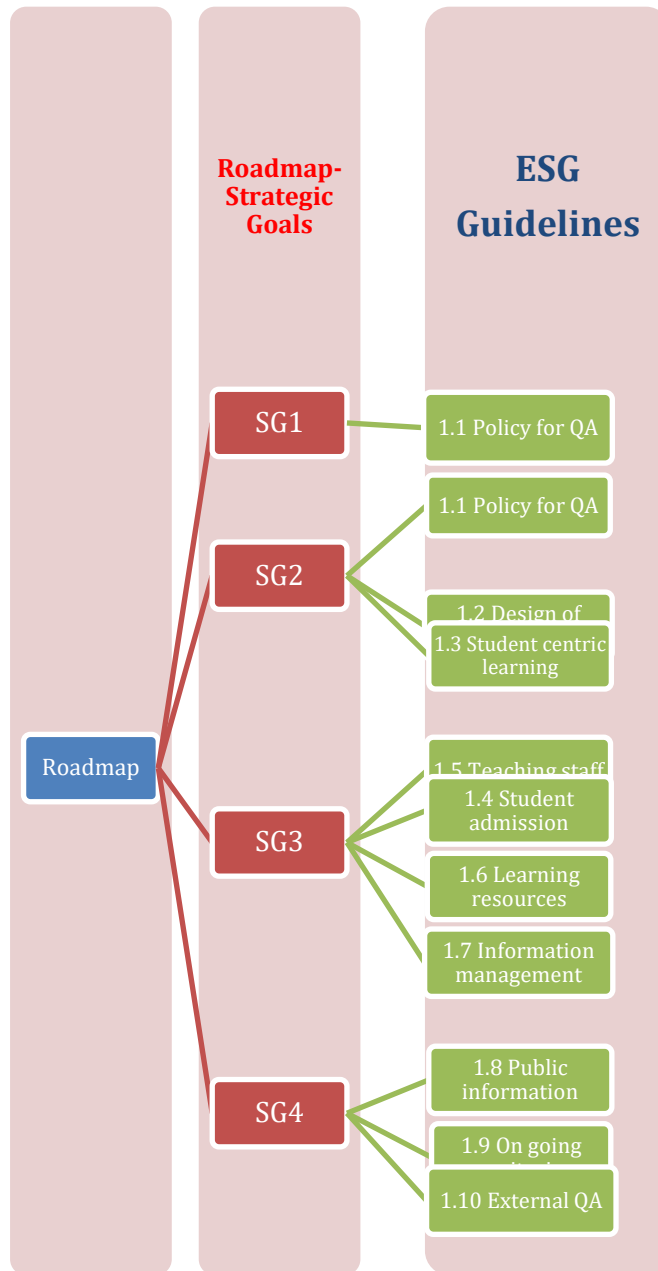 Roadmap-
Strategic
Goals
ESG
Guidelines
SG1
1.1 Policy for QA
1.1 Policy for QA
SG2
1.2 Design of
1.3 Student centric
learning
Roadmap
1.5 Teaching staff
1.4 Student
admission
SG3
1.6 Learning
resources
1.7 Information
management
1.8 Public
information
SG4
1.9 On going
1.10 External QA